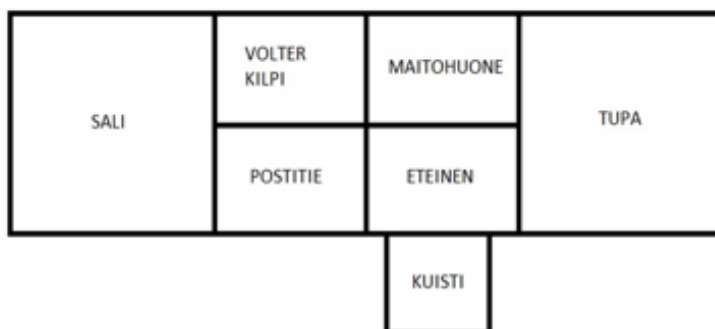 VOLTER
KILPI
MAITOHUONE
SALI
TUPA
POSTITIE
ETEINEN
KUISTI